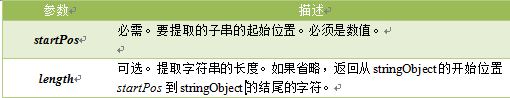 参数 描述
startPos 必需。要提取的子串的起始位置。必须是数值。
length 可选。提取字符串的长度。如果省略，返回从 stringObject 的开始位置
startPos 到 stringObject 的结尾的字符。